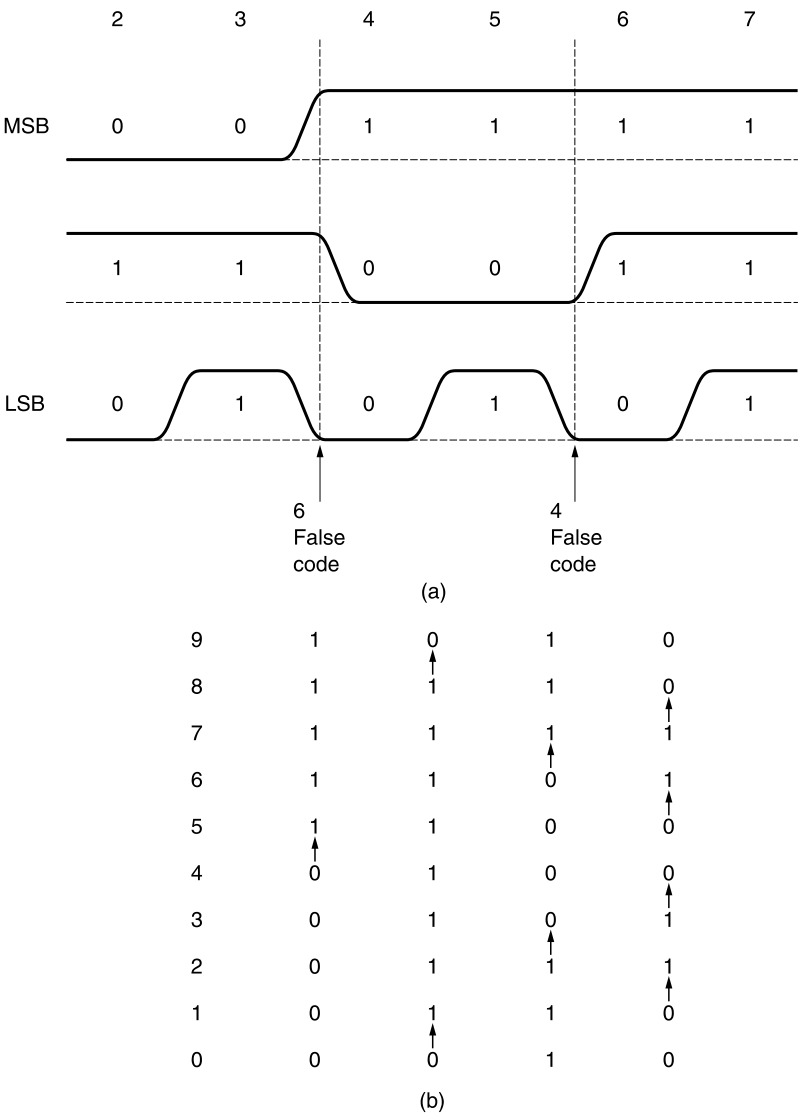 2 3 4 5 6 7
MSB 0 0 1 1 1 1
1 1 0 0 1 1
LSB 0 1 0 1 0 1
6 4
False False
code code
(a)
9 1 0 1 0
8 1 1 1 0
7 1 1 1 1
6 1 1 0 1
5 1 1 0 0
4 0 1 0 0
3 0 1 0 1
2 0 1 1 1
1 0 1 1 0
0 0 0 1 0
(b)